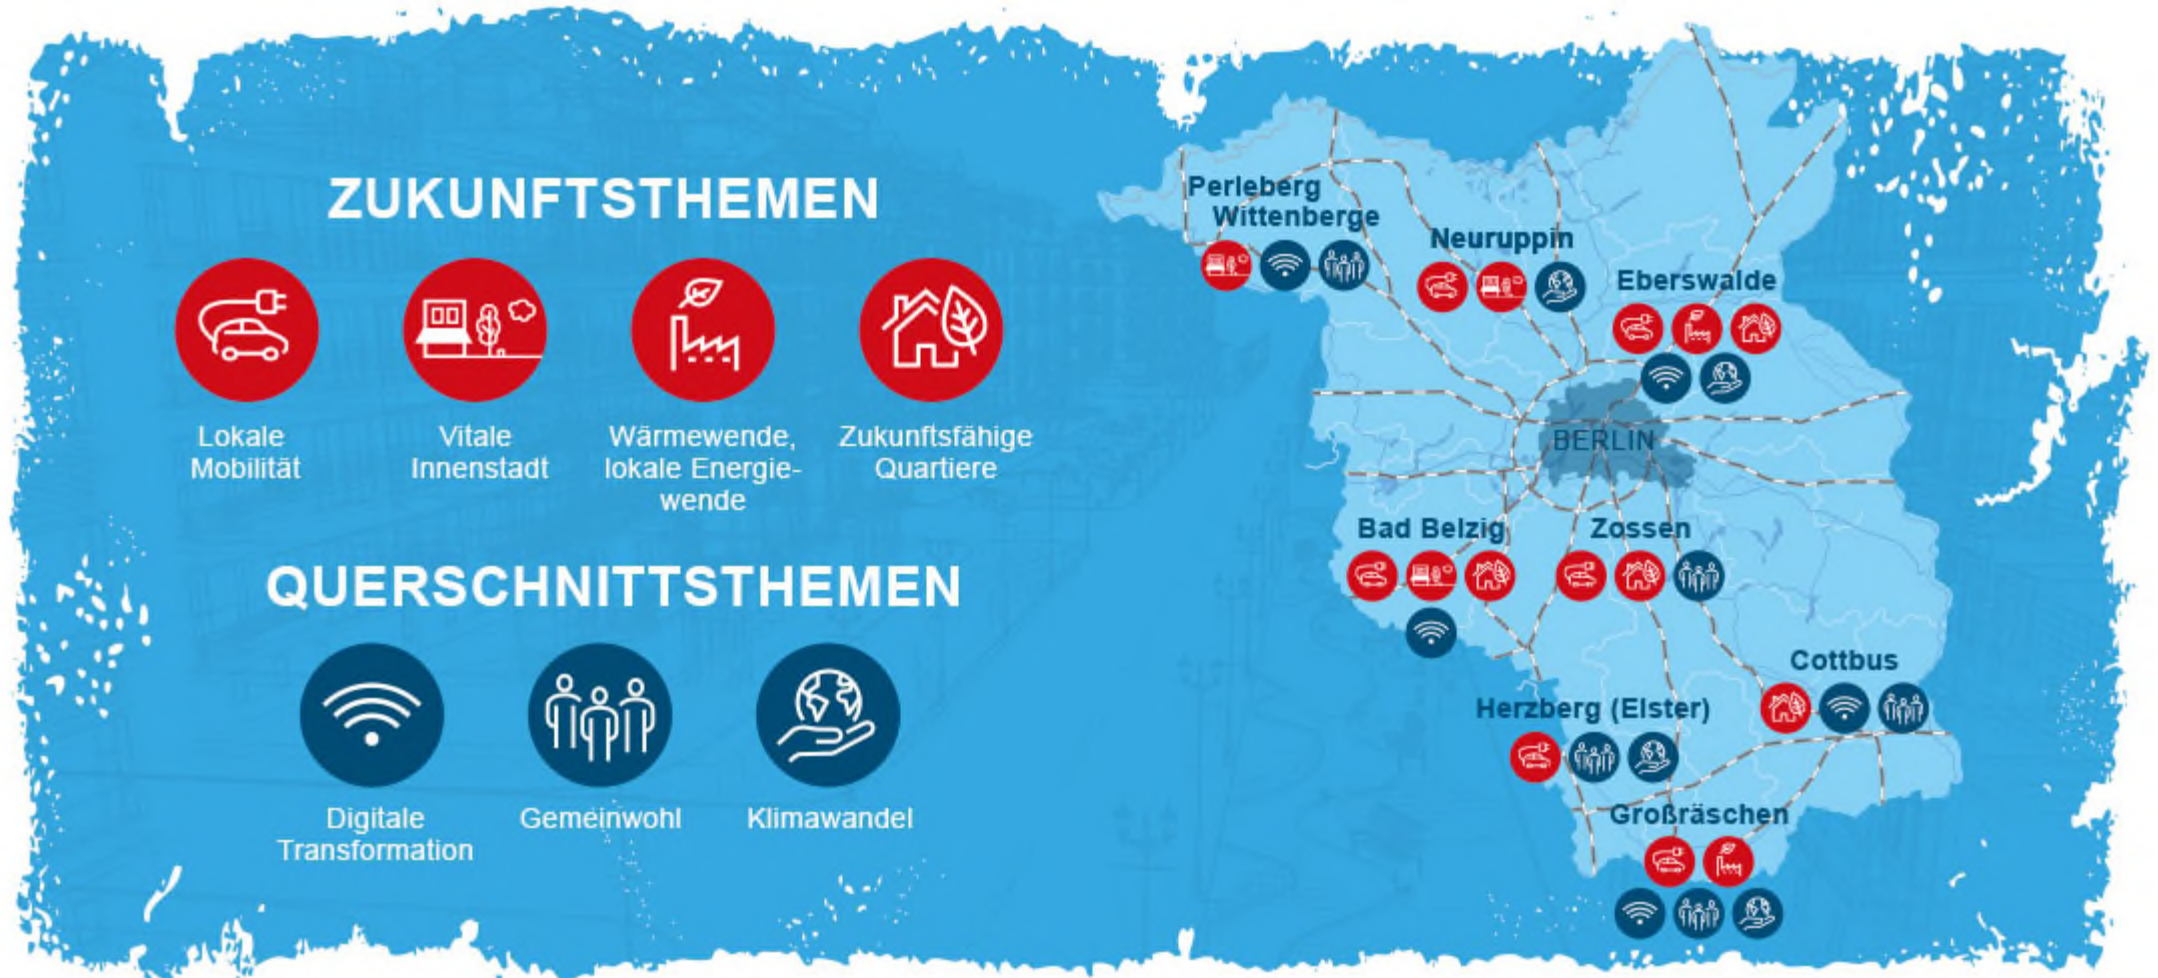 ZUKUNFTSTHEMEN
Lokale
Mobilität
Vitale
Innenstadt
Wärmewende,
lokale Energie-
wende
Zukunftsfähige
Quartiere
QUERSCHNITTSTHEMEN
Digitale
Transformation
Gemeinwohl
Klimawandel
Perleberg
Wittenberge
Neuruppin
Eberswalde
BERLIN
Bad Belzig
Zossen
Cottbus
Herzberg (Elster)
Großräschen